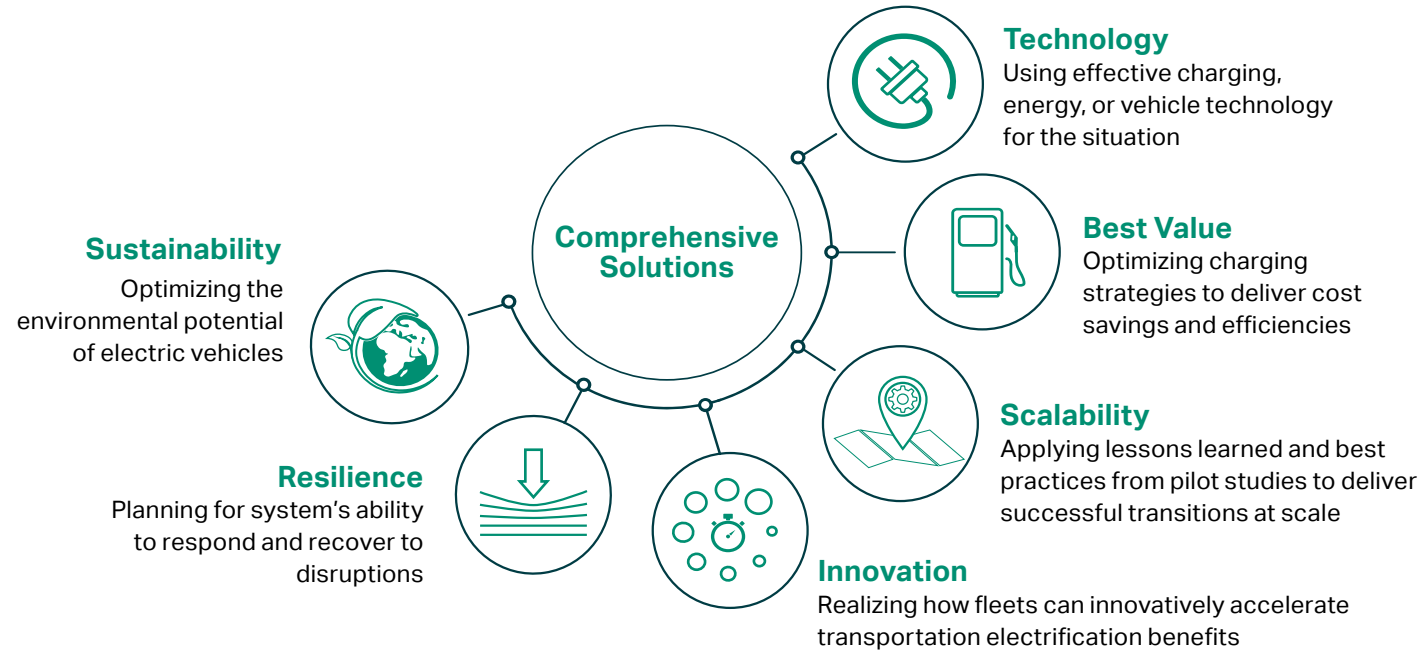 Comprehensive
Solutions
Technology
Using effective charging,
energy, or vehicle technology
for the situation
Best Value
Optimizing charging
strategies to deliver cost
savings and efficiencies
Scalability
Applying lessons learned and best
practices from pilot studies to deliver
successful transitions at scale
Innovation
Realizing how fleets can innovatively accelerate
transportation electrification benefits
Resilience
Planning for system's ability
to respond and recover to
disruptions
Sustainability
Optimizing the
environmental potential
of electric vehicles